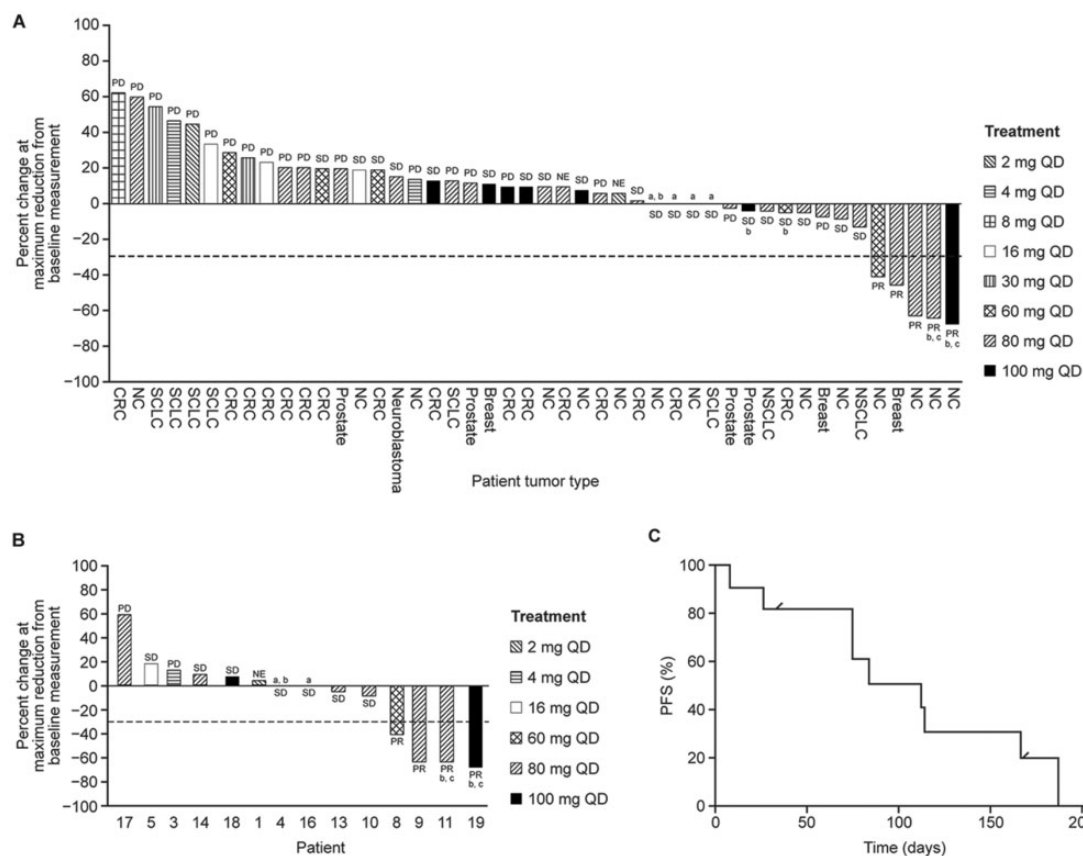 A
Percent change at
maximum reduction from
baseline measurement
100
80
60
40
20
0
−20
−40
−60
−80
−100
PD PD PD PD PD PD PD PD PD PD PD SD PD SD SD SD PD SD SD PD SD PD SD SD NE SD PD NE SD
a, b a a a
SD SD SD SD PD SD SD SD SD PD SD SD PR PR PR PR PR
b b b, c b, c
CRC NC SCLC SCLC SCLC SCLC CRC CRC CRC CRC CRC CRC Prostate NC CRC Neuroblastoma NC CRC SCLC Prostate Breast CRC CRC NC CRC NC CRC NC CRC NC CRC NC SCLC Prostate Prostate NSCLC CRC NC Breast NC NSCLC NC Breast NC NC NC
Patient tumor type
Treatment
2 mg QD
4 mg QD
8 mg QD
16 mg QD
30 mg QD
60 mg QD
80 mg QD
100 mg QD
B
Percent change at
maximum reduction from
baseline measurement
100
80
60
40
20
0
−20
−40
−60
−80
−100
PD SD PD SD SD NE a, b a
SD SD SD SD PR PR PR PR
b, c b, c
17 5 3 14 18 1 4 16 13 10 8 9 11 19
Patient
Treatment
2 mg QD
4 mg QD
16 mg QD
60 mg QD
80 mg QD
100 mg QD
C
PFS (%)
100
80
60
40
20
0
0 50 100 150
Time (days)